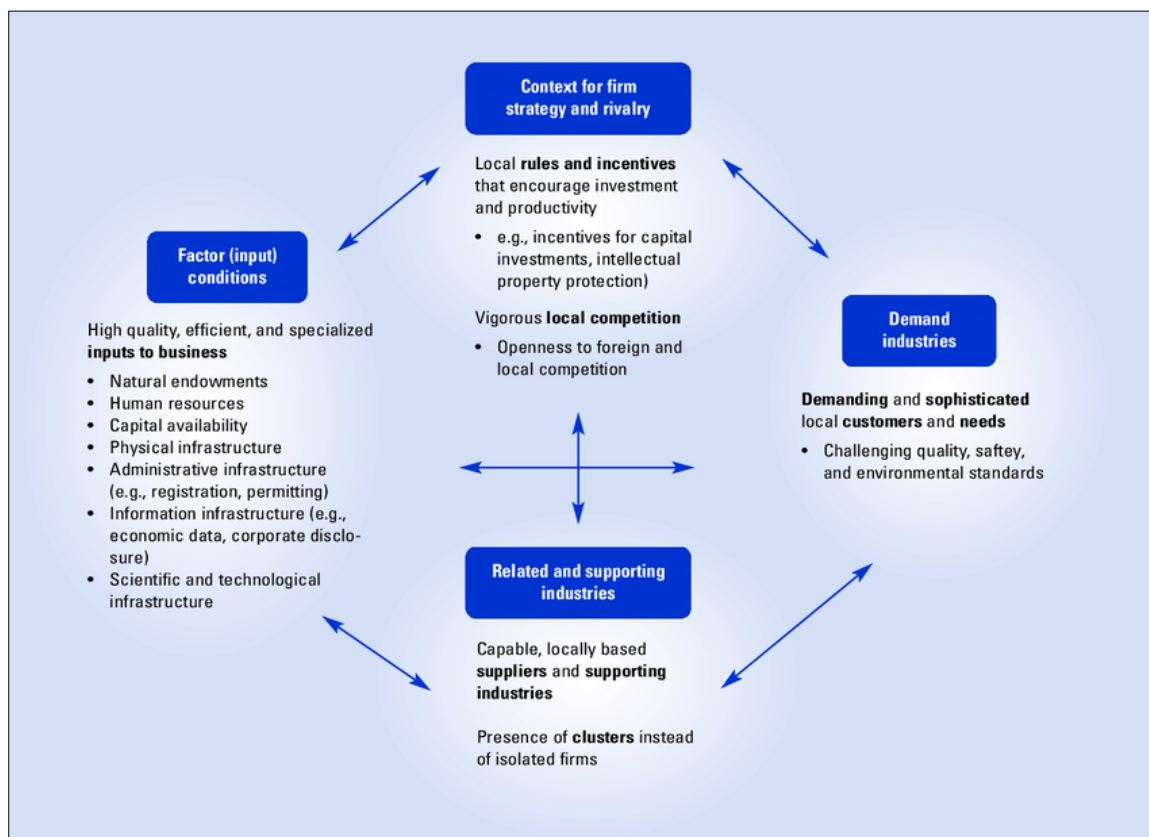 Context for firm
strategy and rivalry
Local rules and incentives
that encourage investment
and productivity
• e.g., incentives for capital
investments, intellectual
property protection)
Vigorous local competition
• Openness to foreign and
local competition
Factor (input)
conditions
High quality, efficient, and specialized
inputs to business
• Natural endowments
• Human resources
• Capital availability
• Physical infrastructure
• Administrative infrastructure
(e.g., registration, permitting)
• Information infrastructure (e.g.,
economic data, corporate disclo-
sure)
• Scientific and technological
infrastructure
Demand
industries
Demanding and sophisticated
local customers and needs
• Challenging quality, saftey,
and environmental standards
Related and supporting
industries
Capable, locally based
suppliers and supporting
industries
Presence of clusters instead
of isolated firms